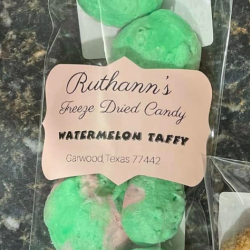 Ruthann's
Freeze Dried Candy
WATERMELON TAFFY
Garwood, Texas 77442